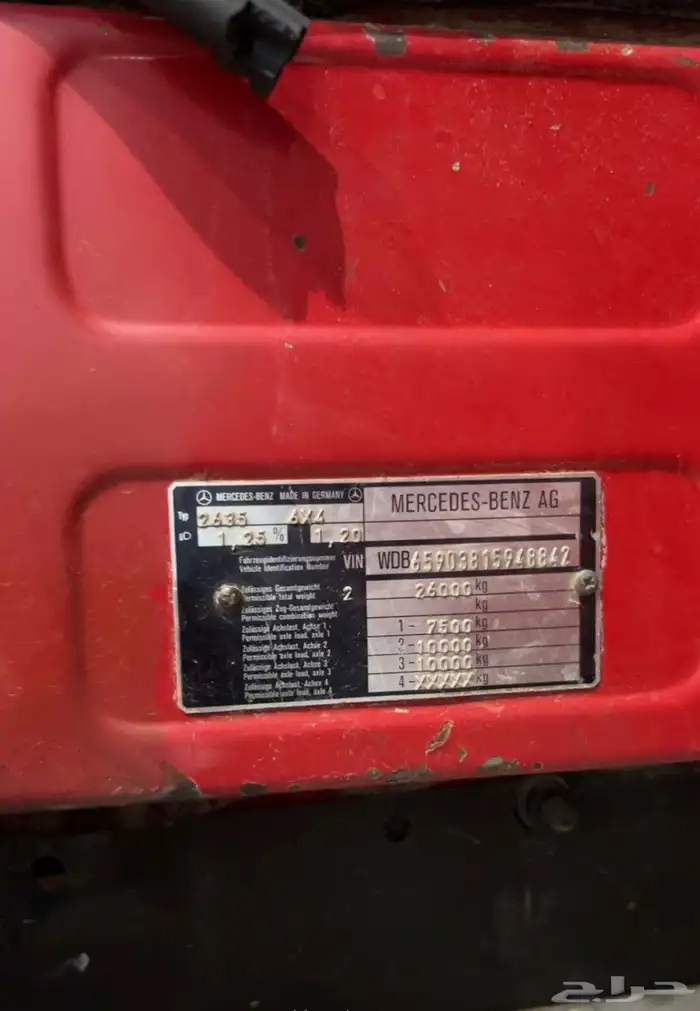 MERCEDES-BENZ MADE IN GERMANY
MERCEDES-BENZ AG
Typ 2635 6X4
1,25% 1,20
Fahrzeugidentifizierungsnummer
Vehicle Identification Number
VIN WDB65903815948842
Zulässiges Gesamtgewicht
Permissible total weight
2 26000 kg
Zulässiges Zug-Gesamtgewicht
Permissible combination weight
kg
Zulässige Achslast, Achse 1
Permissible axle load, axle 1
1- 7500 kg
Zulässige Achslast, Achse 2
Permissible axle load, axle 2
2- 10000 kg
Zulässige Achslast, Achse 3
Permissible axle load, axle 3
3- 10000 kg
Zulässige Achslast, Achse 4
Permissible axle load, axle 4
4- XXXXX kg
حراج